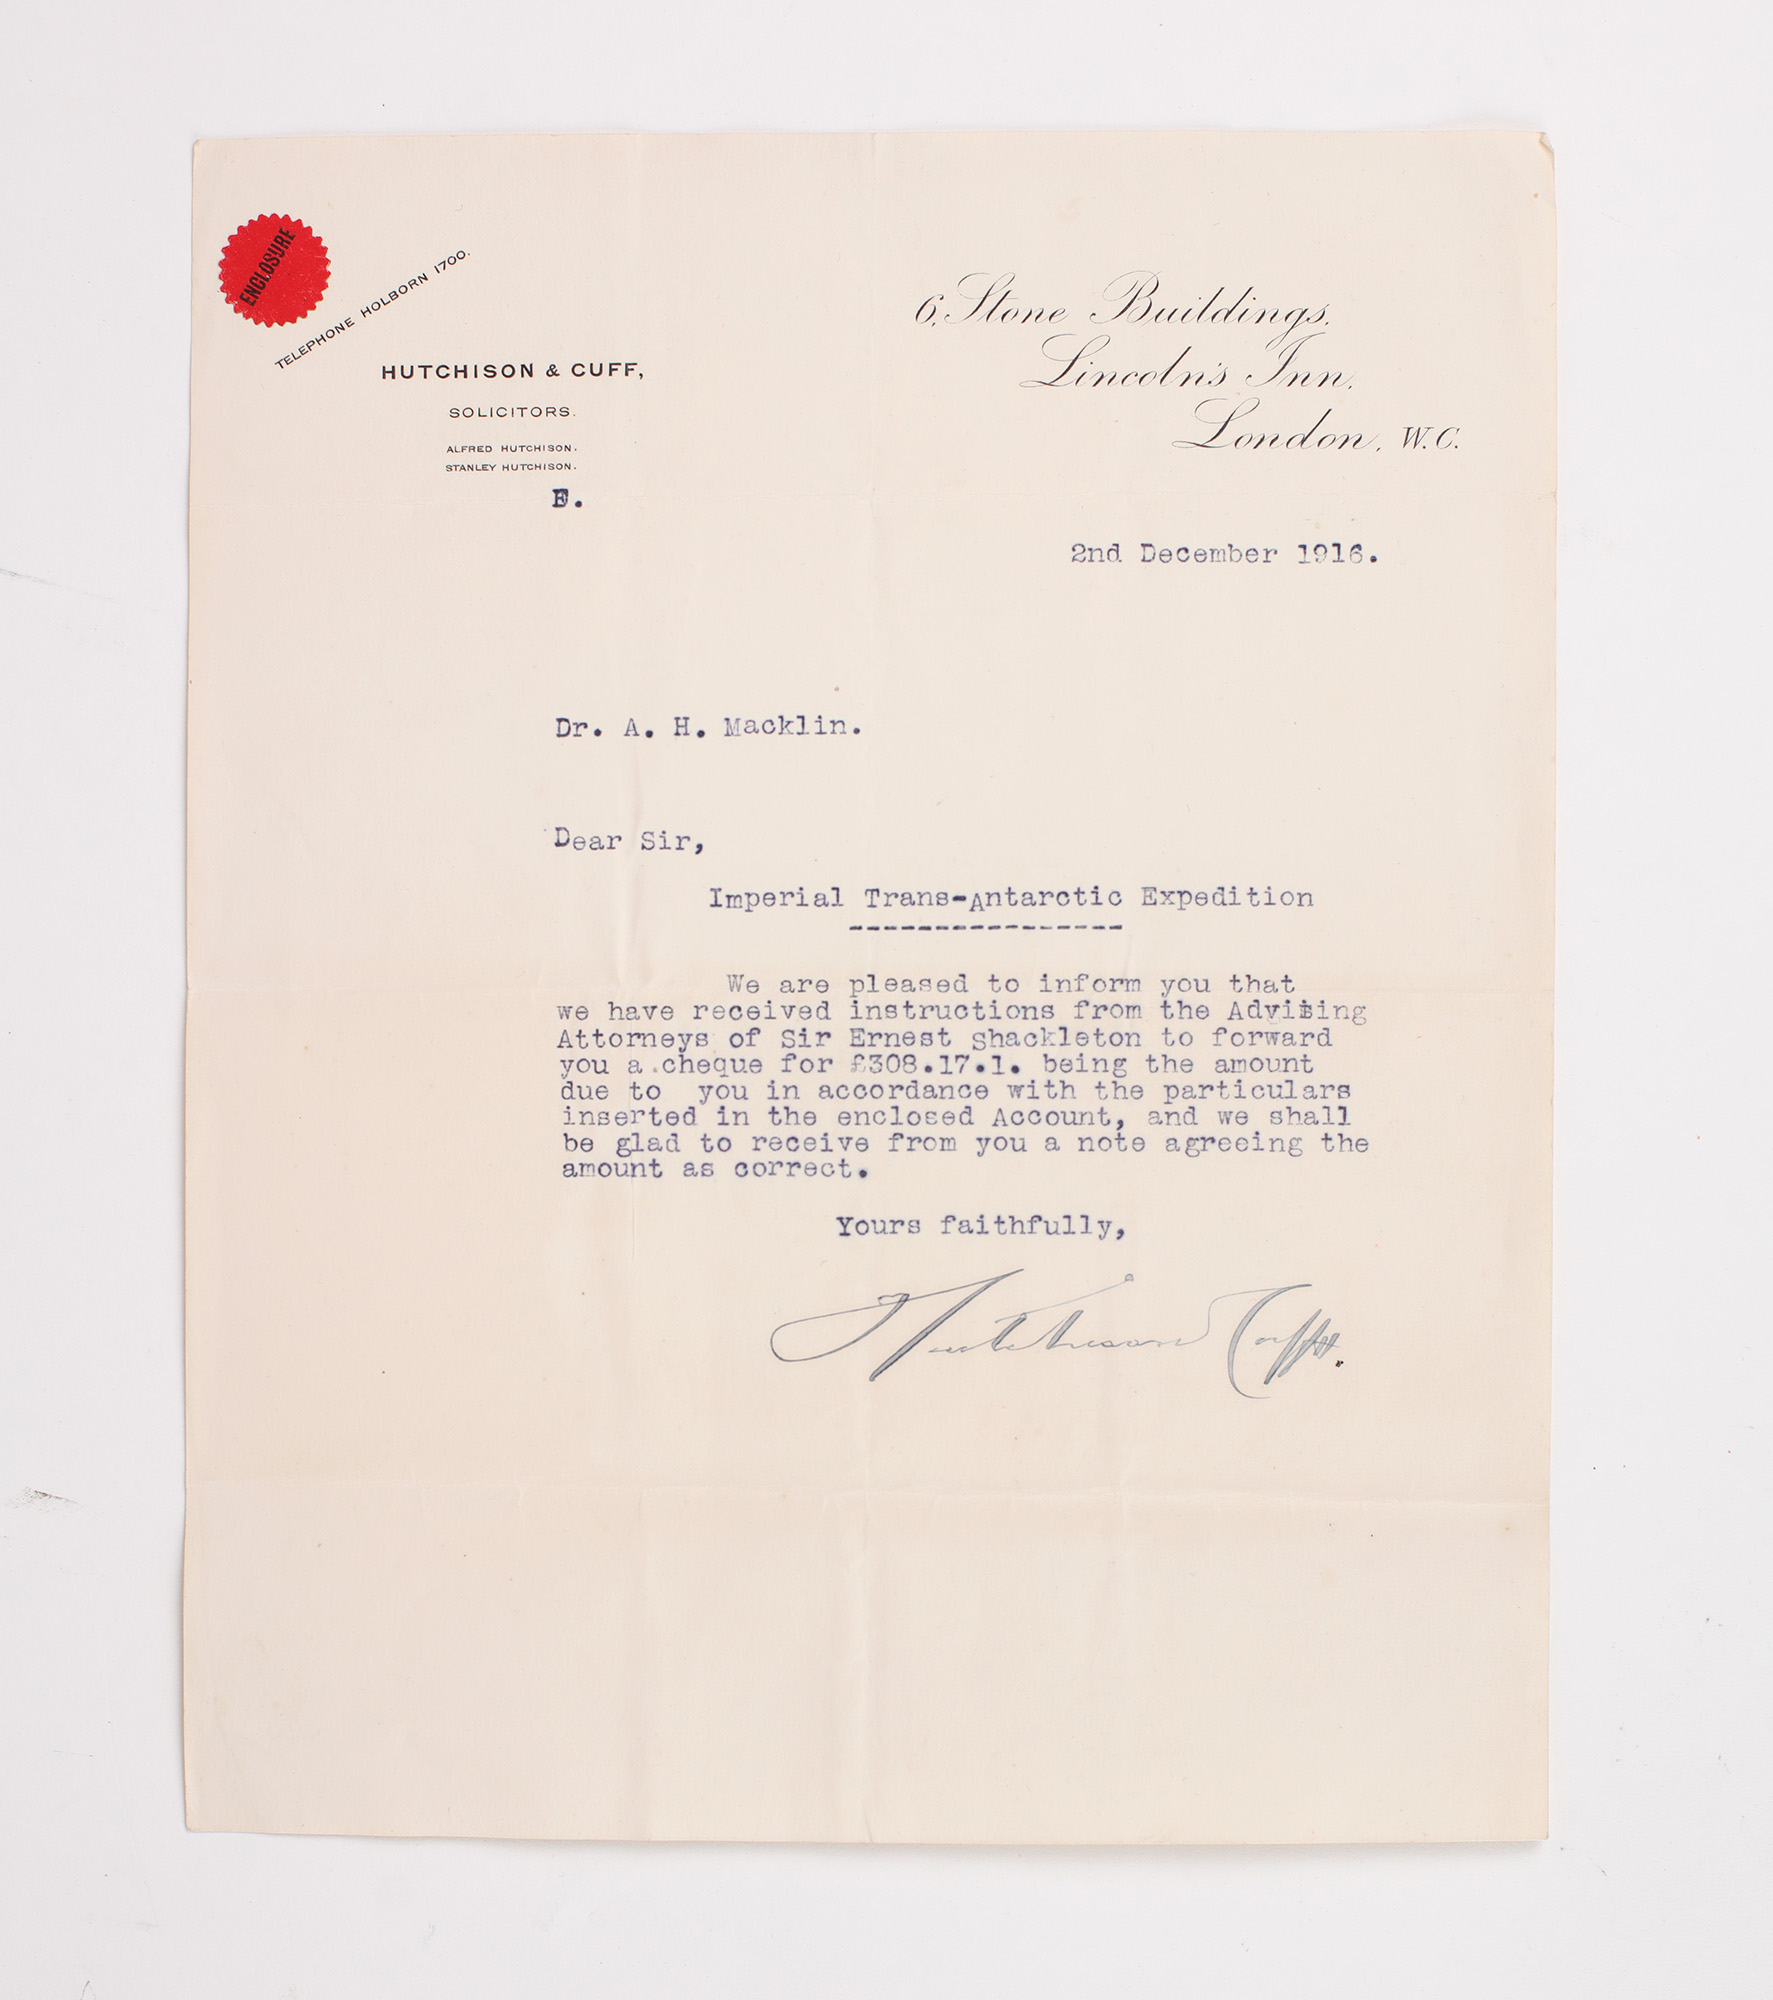 ENCLOSURE
TELEPHONE HOLBORN 1700.
HUTCHISON & CUFF,
SOLICITORS.
ALFRED HUTCHISON.
STANLEY HUTCHISON.
E.
6, Stone Buildings,
Lincoln's Inn,
London, W.C.
2nd December 1916.
Dr. A. H. Macklin.
Dear Sir,
Imperial Trans-Antarctic Expedition
----------------
We are pleased to inform you that
we have received instructions from the Advising
Attorneys of Sir Ernest Shackleton to forward
you a cheque for £308.17.1. being the amount
due to you in accordance with the particulars
inserted in the enclosed Account, and we shall
be glad to receive from you a note agreeing the
amount as correct.
Yours faithfully,
Hutchison Cuff